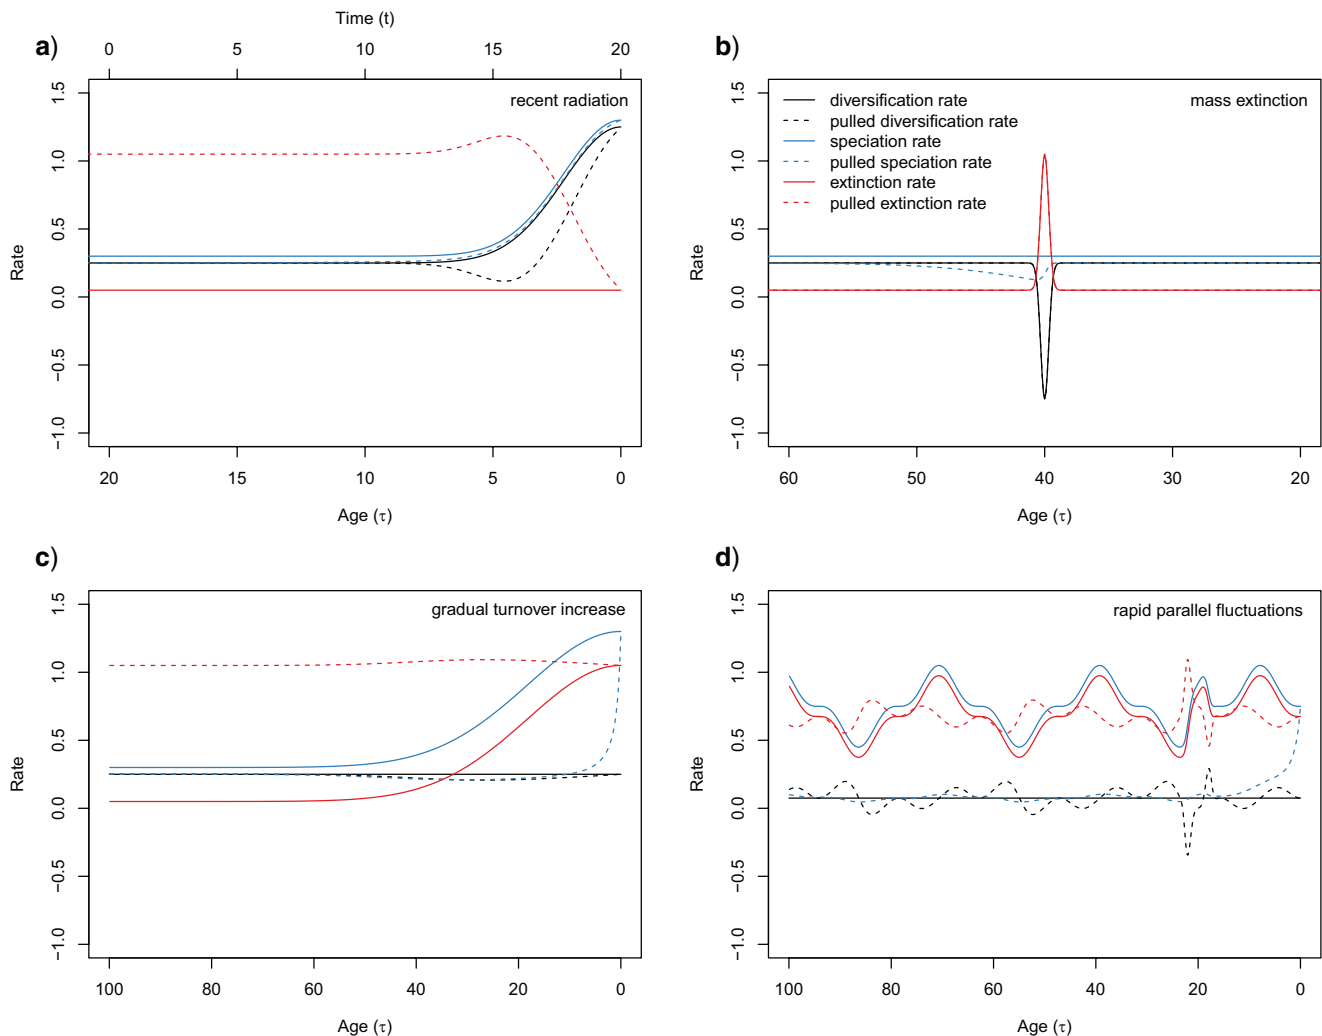 a)
Time (t)
0 5 10 15 20
recent radiation
Rate
1.5
1.0
0.5
0.0
−0.5
−1.0
20 15 10 5 0
Age (τ)
b)
diversification rate
pulled diversification rate
speciation rate
pulled speciation rate
extinction rate
pulled extinction rate
mass extinction
Rate
1.5
1.0
0.5
0.0
−0.5
−1.0
60 50 40 30 20
Age (τ)
c)
gradual turnover increase
Rate
1.5
1.0
0.5
0.0
−0.5
−1.0
100 80 60 40 20 0
Age (τ)
d)
rapid parallel fluctuations
Rate
1.5
1.0
0.5
0.0
−0.5
−1.0
100 80 60 40 20 0
Age (τ)